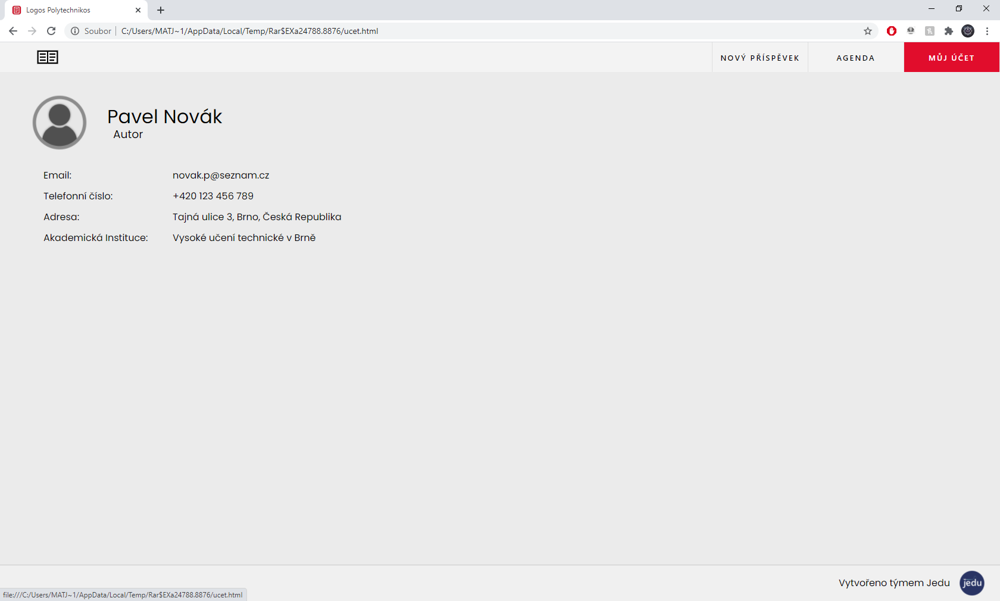 Logos Polytechnikos
Soubor C:/Users/MATJ~1/AppData/Local/Temp/Rar$EXa24788.8876/ucet.html
NOVÝ PŘÍSPĚVEK AGENDA MŮJ ÚČET
Pavel Novák
Autor
Email: novak.p@seznam.cz
Telefonní číslo: +420 123 456 789
Adresa: Tajná ulice 3, Brno, Česká Republika
Akademická Instituce: Vysoké učení technické v Brně
Vytvořeno týmem Jedu jedu
file:///C:/Users/MATJ~1/AppData/Local/Temp/Rar$EXa24788.8876/ucet.html